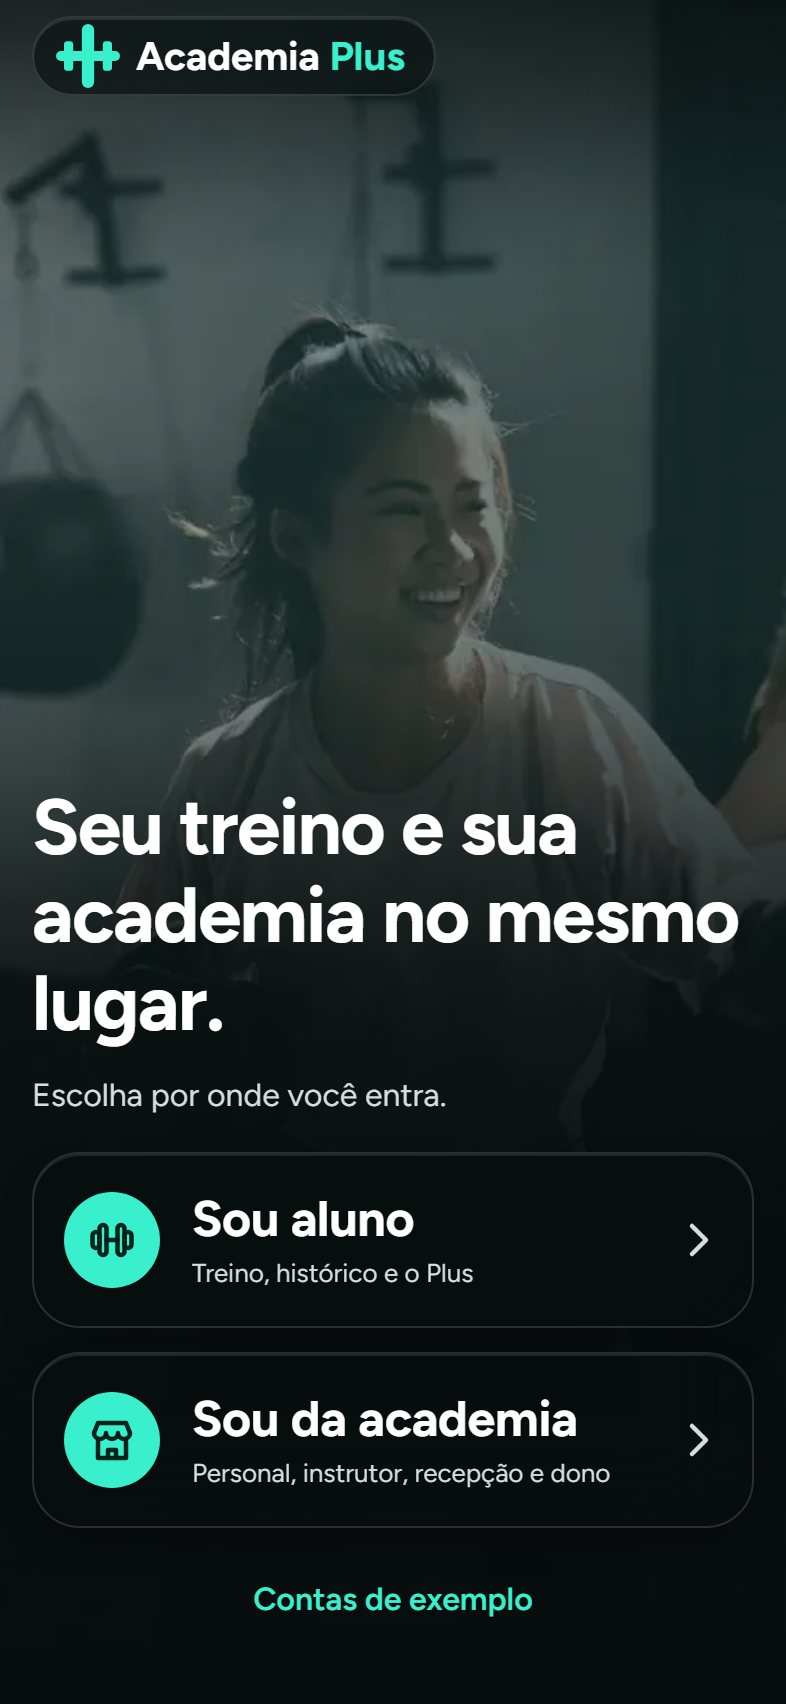 Academia Plus
Seu treino e sua
academia no mesmo
lugar.
Escolha por onde você entra.
Sou aluno
Treino, histórico e o Plus
Sou da academia
Personal, instrutor, recepção e dono
Contas de exemplo